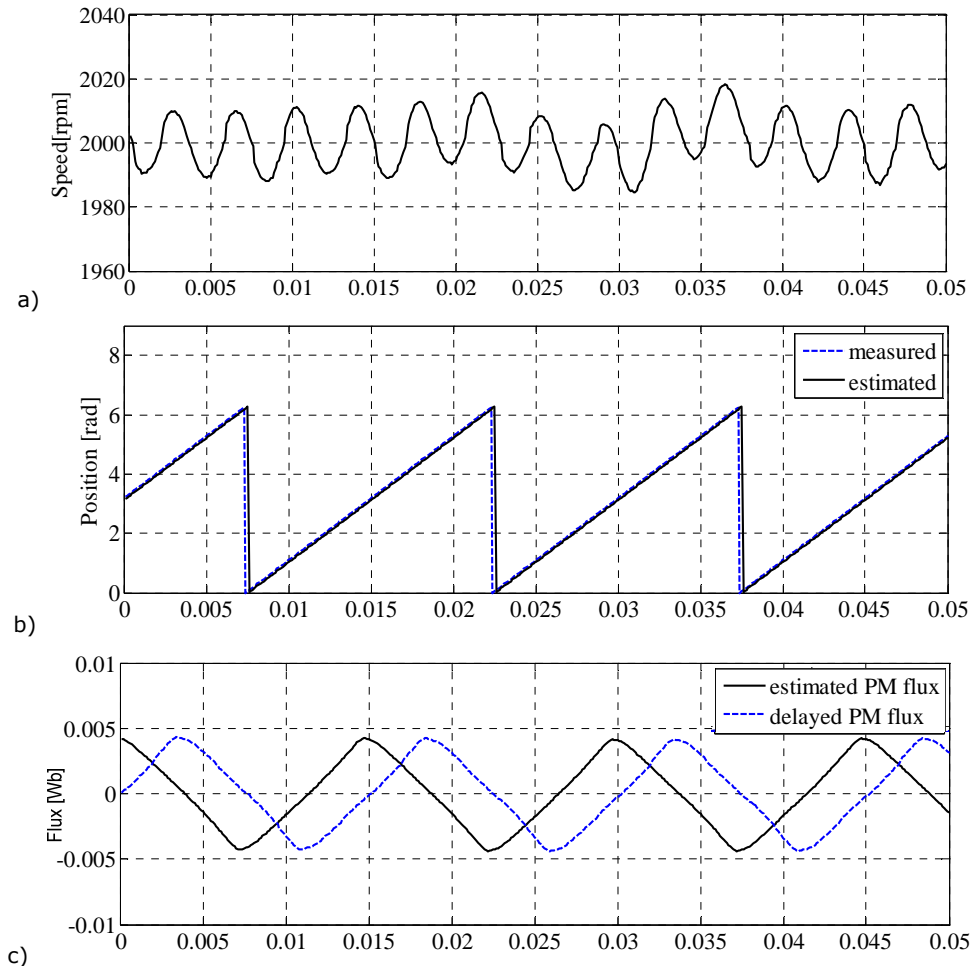 2040
2020
2000
1980
1960
Speed[rpm]
0 0.005 0.01 0.015 0.02 0.025 0.03 0.035 0.04 0.045 0.05
a)
8
6
4
2
0
Position [rad]
measured
estimated
0 0.005 0.01 0.015 0.02 0.025 0.03 0.035 0.04 0.045 0.05
b)
0.01
0.005
0
-0.005
-0.01
Flux [Wb]
estimated PM flux
delayed PM flux
0 0.005 0.01 0.015 0.02 0.025 0.03 0.035 0.04 0.045 0.05
c)